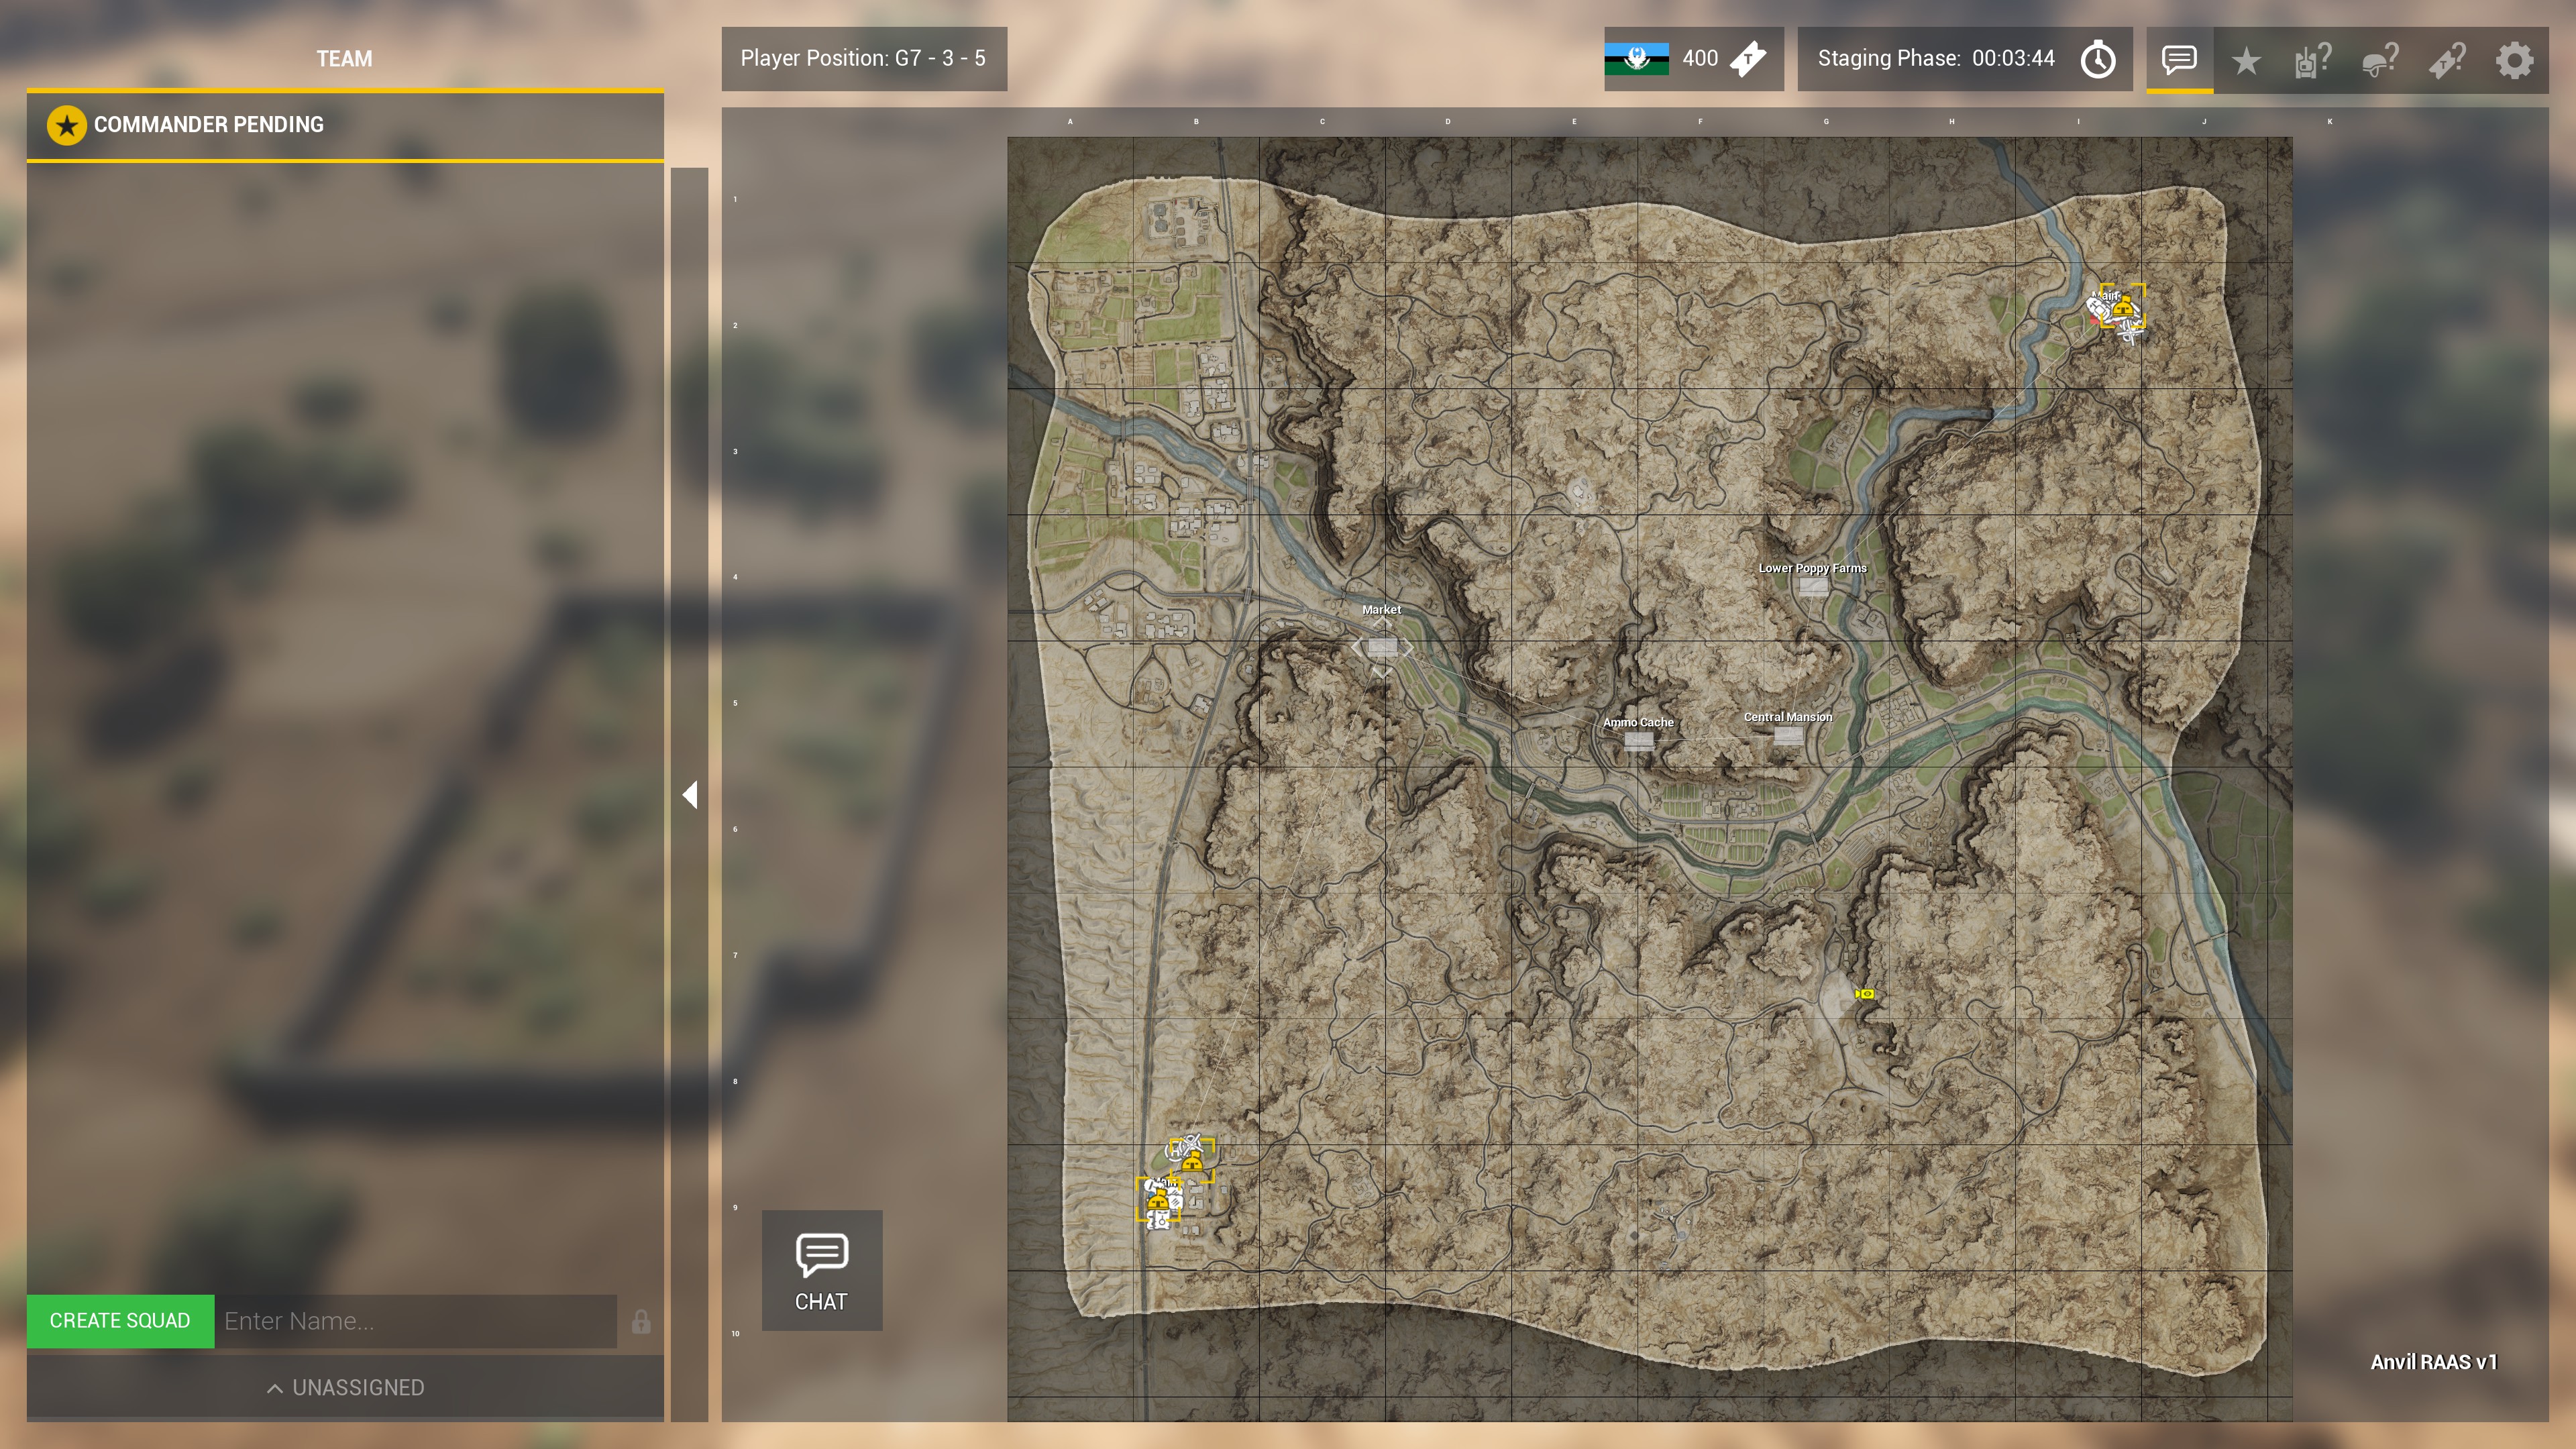 TEAM
Player Position: G7 - 3 - 5
400
T
Staging Phase: 00:03:44
COMMANDER PENDING
A B C D E F G H I J K
1
2
3
4
5
6
7
8
9
10
Main
Lower Poppy Farms
Market
Ammo Cache
Central Mansion
CHAT
CREATE SQUAD
Enter Name...
UNASSIGNED
Anvil RAAS v1